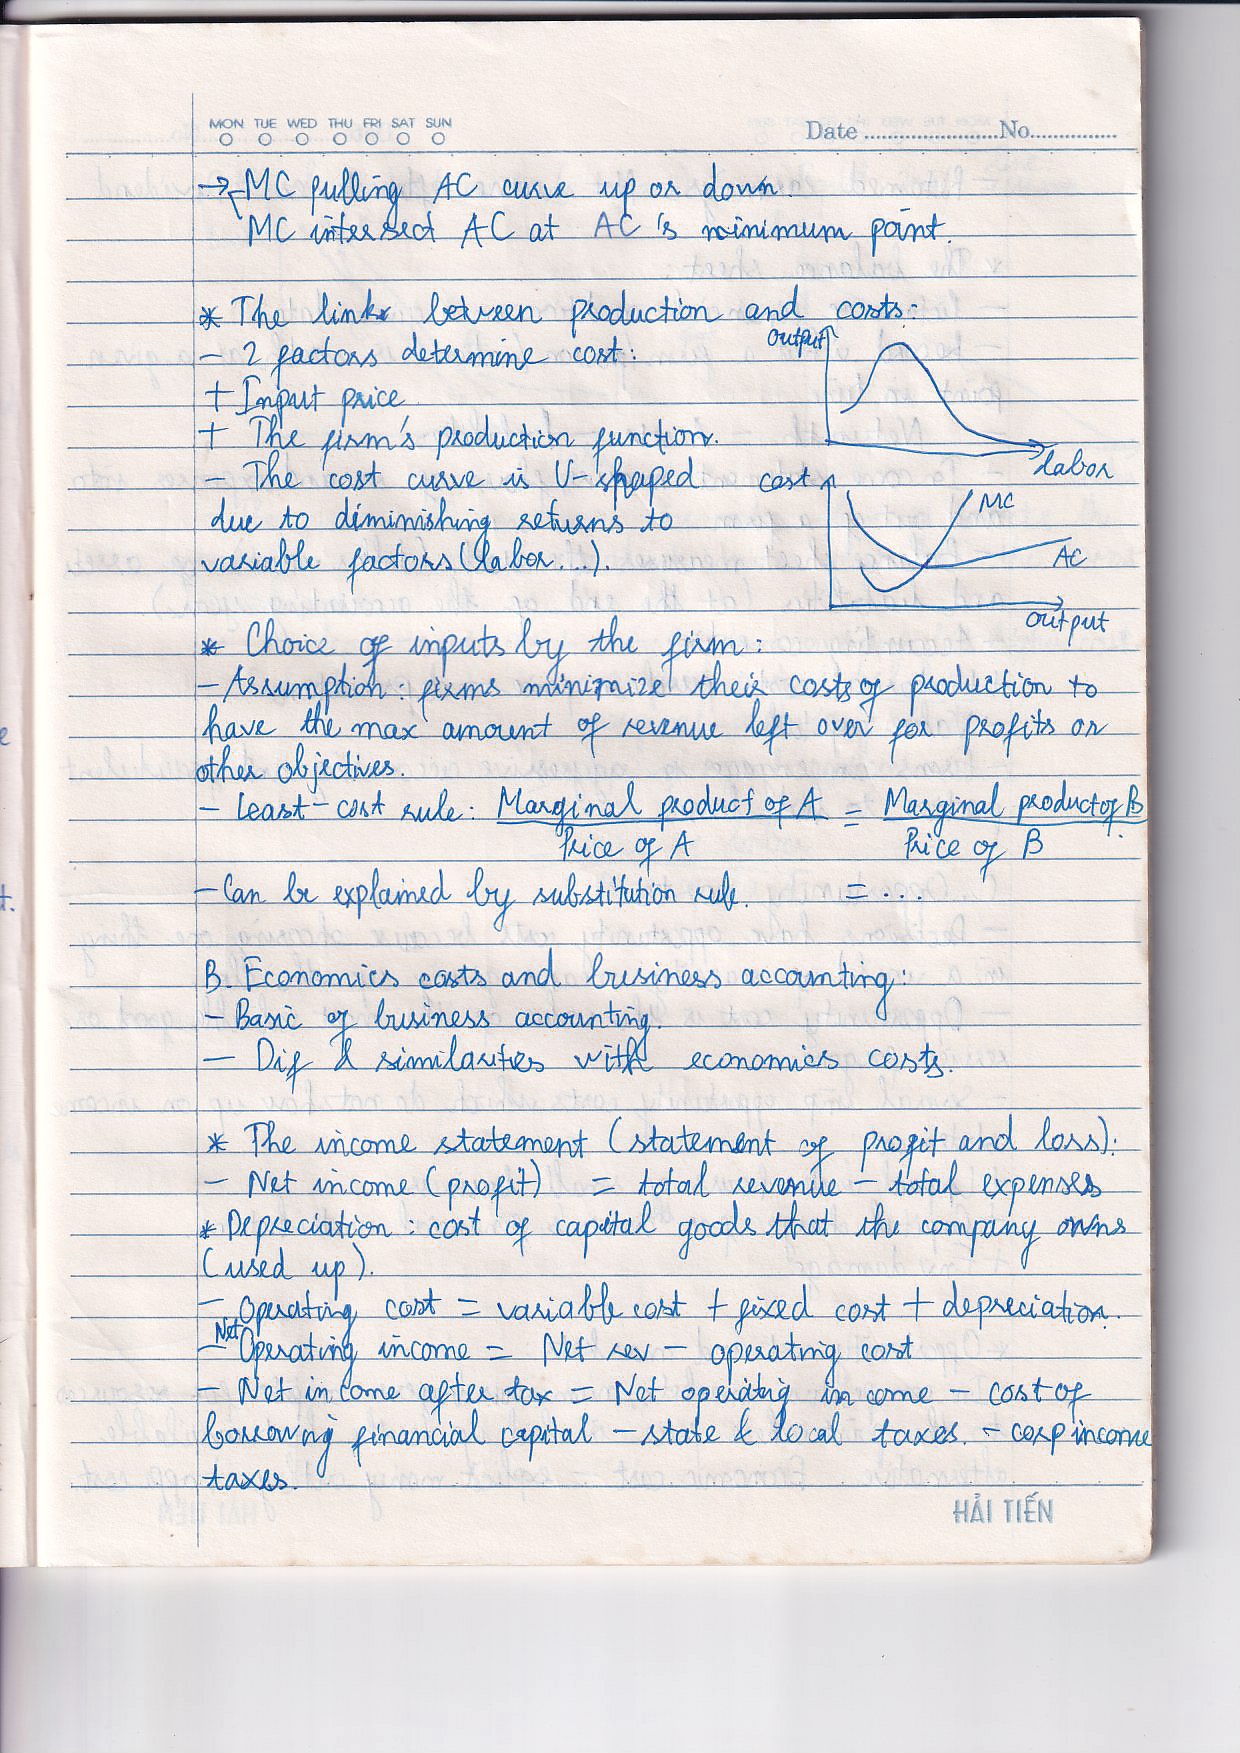 MON TUE WED THU FRI SAT SUN
Date ........................No...............
→ - MC pulling AC curve up or down.
MC intersect AC at AC's minimum point.
* The link between production and costs:
- 2 factors determine cost:
+ Input price
+ The firm's production function.
- The cost curve is U-shaped
due to diminishing returns to
variable factors (labor...).
output
labor
cost
MC
AC
output
* Choice of inputs by the firm:
- Assumption: firms minimize their costs of production to
have the max amount of revenue left over for profits or
other objectives.
- Least-cost rule: Marginal product of A = Marginal product of B
Price of A Price of B
- Can be explained by substitution rule. = ...
B. Economics costs and business accounting:
- Basic of business accounting.
- Dif & similarities with economics costs.
* The income statement (statement of profit and loss):
- Net income (profit) = total revenue - total expenses
* Depreciation: cost of capital goods that the company owns
(used up).
- Operating cost = variable cost + fixed cost + depreciation.
- Net Operating income = Net rev - operating cost
- Net income after tax = Net operating income - cost of
borrowing financial capital - state & local taxes. - corp income
taxes.
HẢI TIẾN